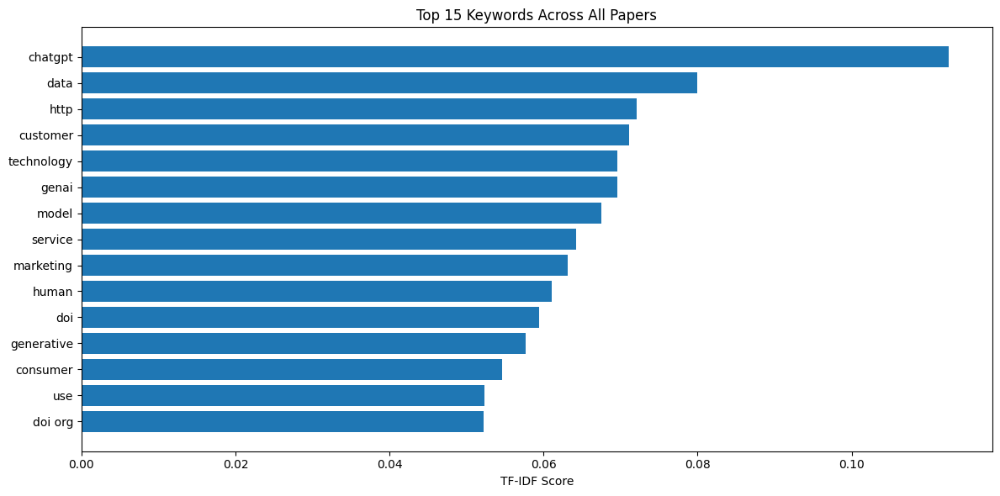 Top 15 Keywords Across All Papers
chatgpt
data
http
customer
technology
genai
model
service
marketing
human
doi
generative
consumer
use
doi org
0.00 0.02 0.04 0.06 0.08 0.10
TF-IDF Score